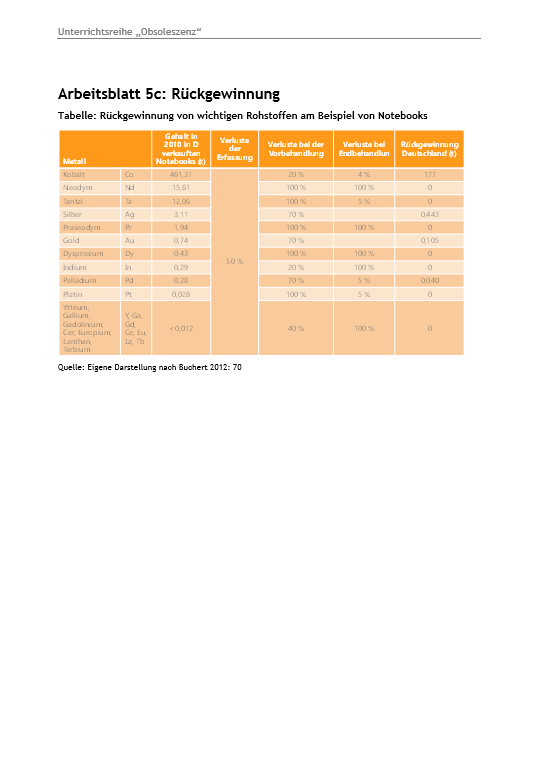 Unterrichtsreihe „Obsoleszenz“
Arbeitsblatt 5c: Rückgewinnung
Tabelle: Rückgewinnung von wichtigen Rohstoffen am Beispiel von Notebooks
Metall Gehalt in 2010 in D verkauften Notebooks (t) Verluste der Erfassung Verluste bei der Vorbehandlung Verluste bei Endbehandlun Rückgewinnung Deutschland (t)
Kobalt Co 461,31 20 % 4 % 177
Neodym Nd 15,61 100 % 100 % 0
Tantal Ta 12,06 100 % 5 % 0
Silber Ag 3,11 70 % 0,443
Praseodym Pr 1,94 100 % 100 % 0
Gold Au 0,74 70 % 0,105
Dysprosium Dy 0,43 100 % 100 % 0
50 %
Indium In 0,29 20 % 100 % 0
Palladium Pd 0,28 70 % 5 % 0,040
Platin Pt 0,028 100 % 5 % 0
Yttrium, Gallium, Gadolinium, Cer, Europium, Lanthan, Terbium Y, Ga, Gd, Ce, Eu, La, Tb < 0,012 40 % 100 % 0
Quelle: Eigene Darstellung nach Buchert 2012: 70